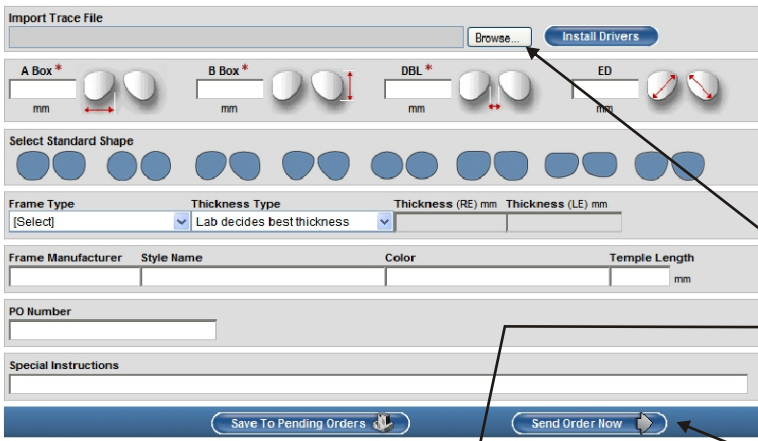 Import Trace File
Browse... Install Drivers
A Box * B Box * DBL * ED
mm mm mm mm
Select Standard Shape
Frame Type Thickness Type Thickness (RE) mm Thickness (LE) mm
[Select] Lab decides best thickness
Frame Manufacturer Style Name Color Temple Length
mm
PO Number
Special Instructions
Save To Pending Orders Send Order Now